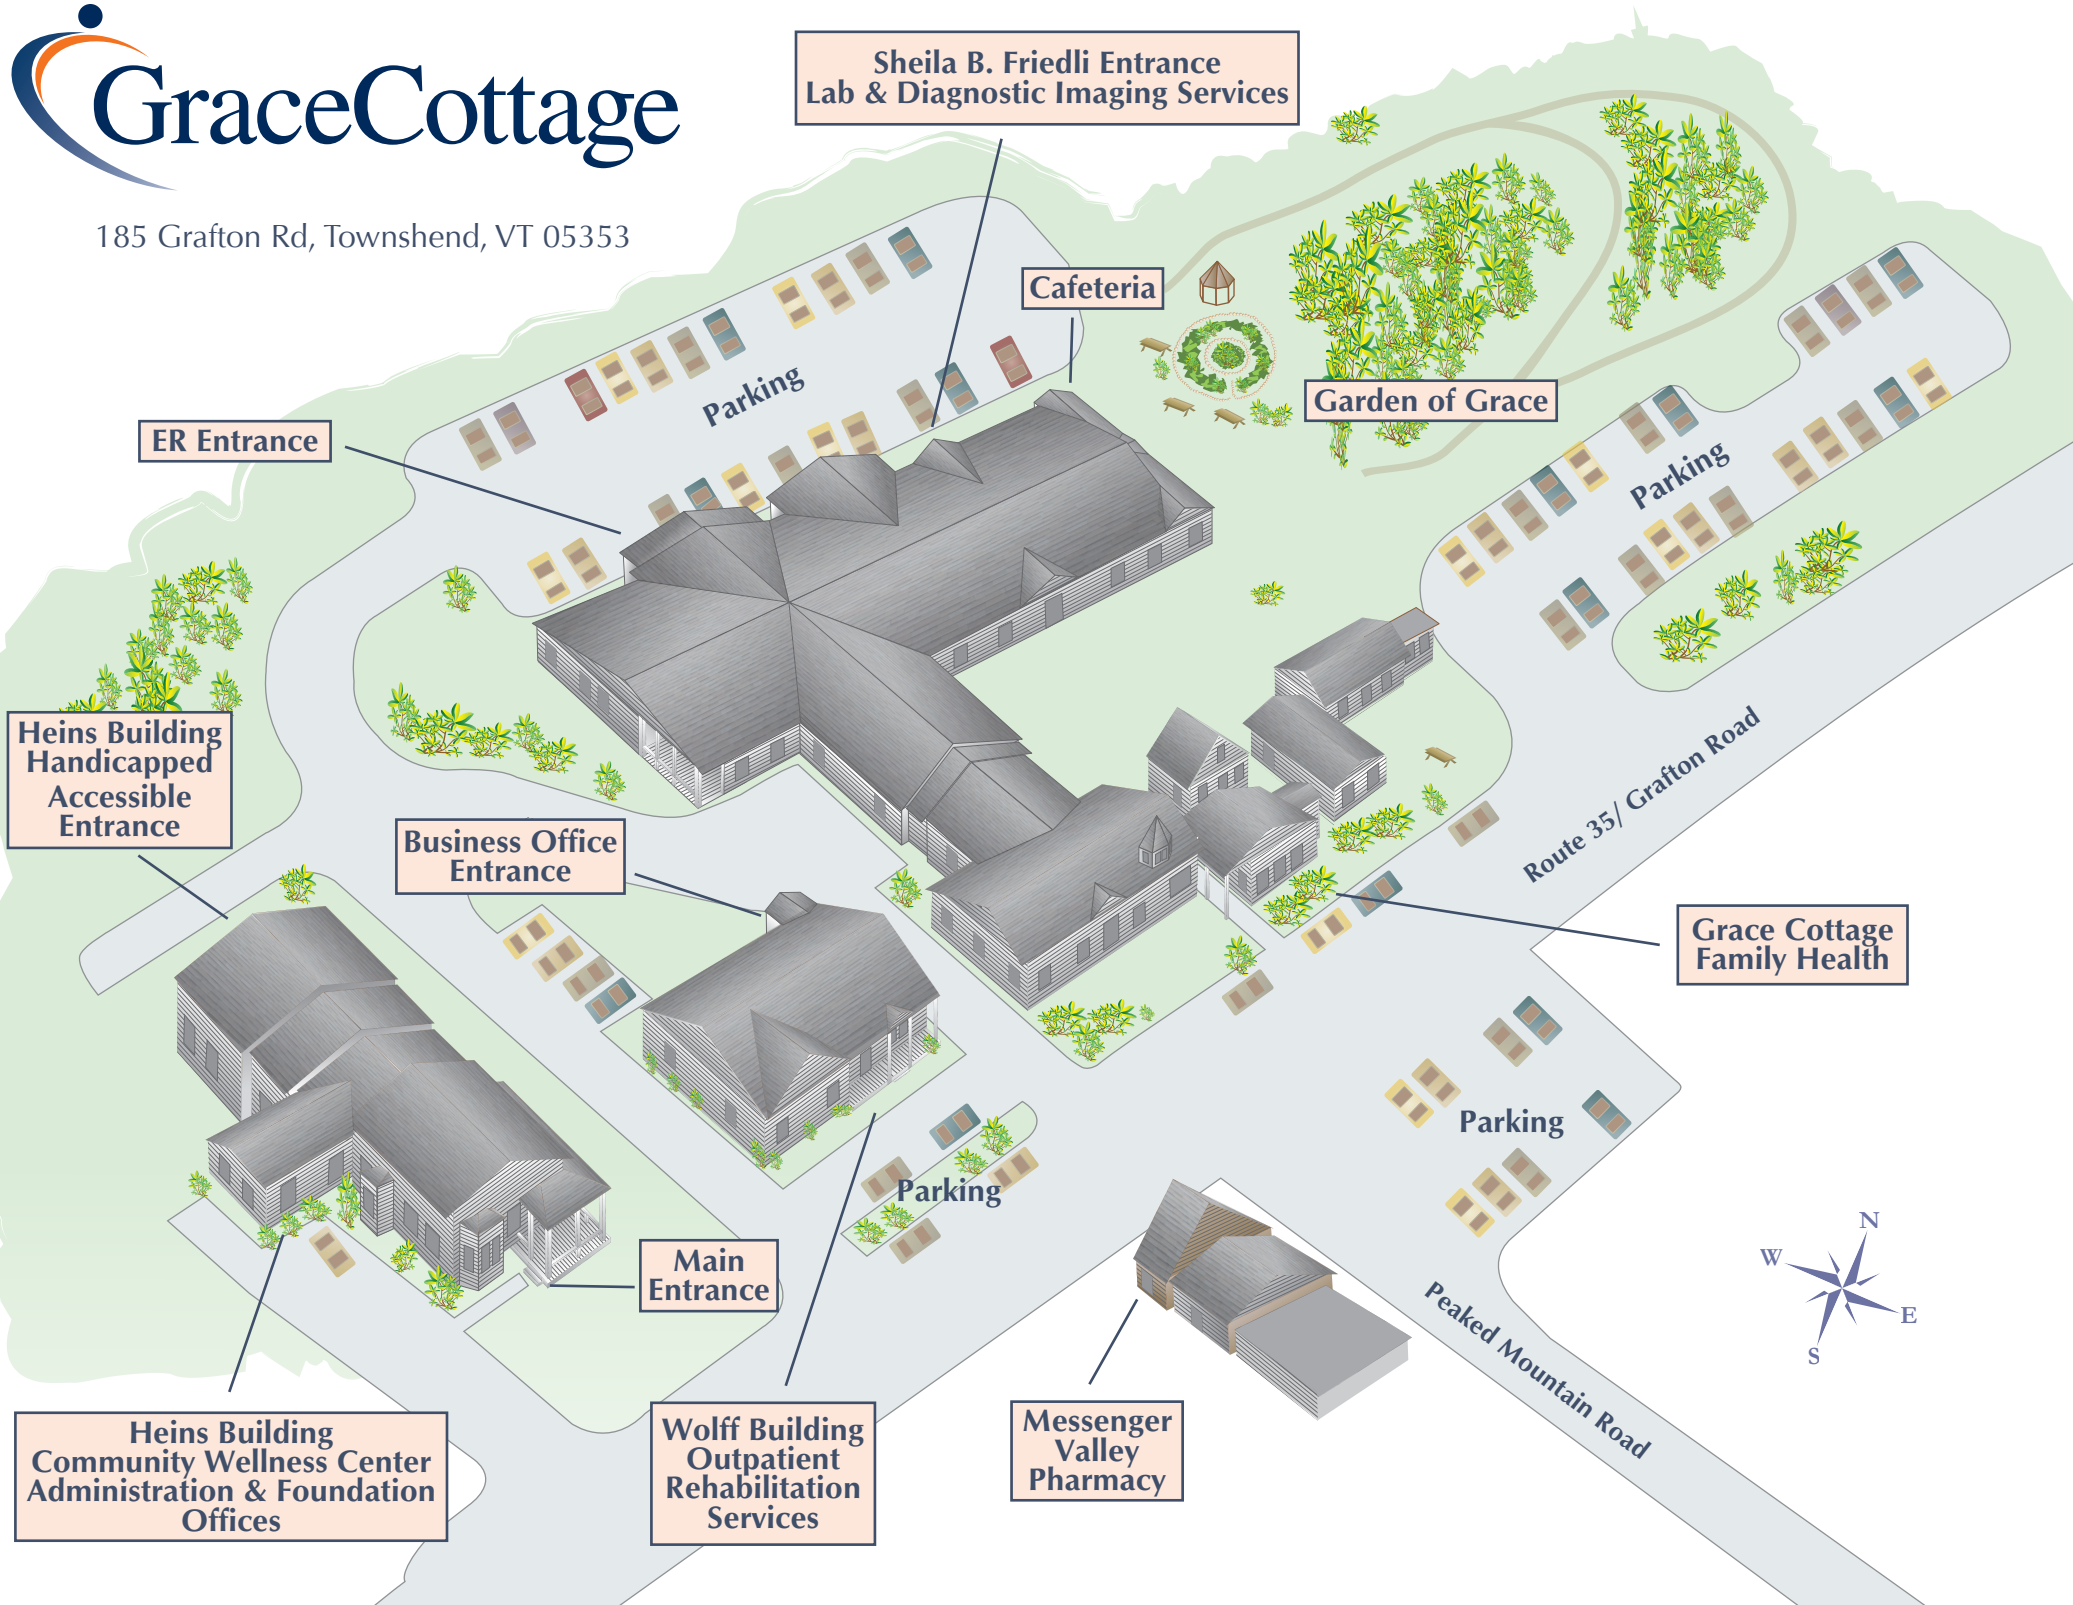 GraceCottage
185 Grafton Rd, Townshend, VT 05353
Sheila B. Friedli Entrance
Lab & Diagnostic Imaging Services
Cafeteria
Garden of Grace
Parking
ER Entrance
Parking
Heins Building
Handicapped
Accessible
Entrance
Business Office
Entrance
Route 35/ Grafton Road
Grace Cottage
Family Health
Parking
Parking
Main
Entrance
N
W
E
S
Peaked Mountain Road
Heins Building
Community Wellness Center
Administration & Foundation
Offices
Wolff Building
Outpatient
Rehabilitation
Services
Messenger
Valley
Pharmacy